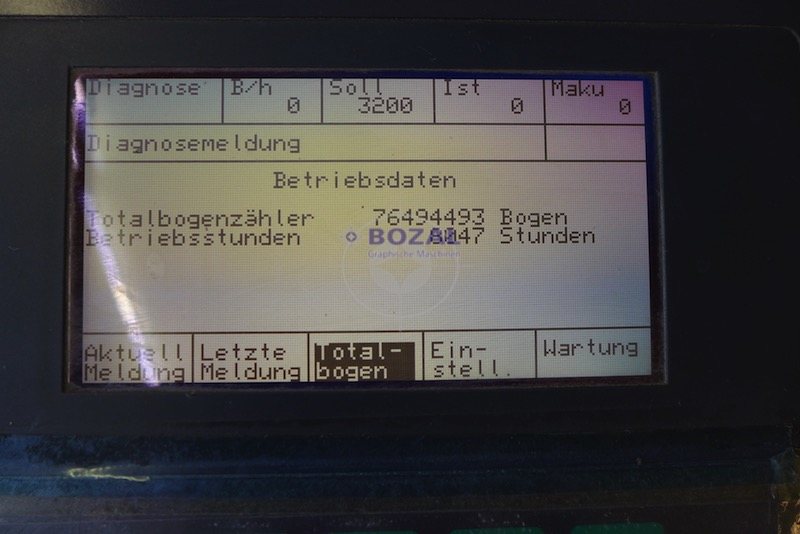 Diagnose B/h Soll Ist Maku
0 3200 0 0
Diagnosemeldung
Betriebsdaten
Totalbogenzähler 76494493 Bogen
Betriebsstunden Stunden
BOZAL
Graphische Maschinen
Aktuell Letzte Total- Ein- Wartung
Meldung Meldung bogen stell.